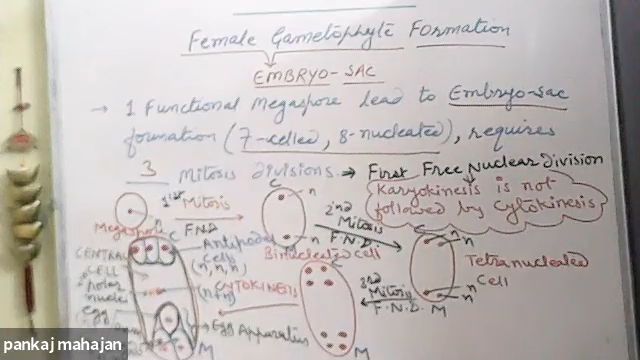 Female Gametophyte Formation
EMBRYO-SAC
→ 1 Functional Megaspore lead to Embryo-sac
formation (7-celled, 8-nucleated), requires
3 Mitosis divisions → First Free Nuclear Division
Karyokinesis is not
followed by cytokinesis
n
1st Mitosis
F.N.D
Megaspore
C
n
n
Binucleated Cell
2nd
Mitosis
F.N.D.
C
n
n
n
n
M
Tetranucleated
Cell
3rd
Mitosis
F.N.D.
C
M
CYTOKINESIS
C
Antipodal
Cells
(n, n, n)
CENTRAL
CELL
2 polar
nuclei
(n+n)
Egg
Egg Apparatus
M
pankaj mahajan